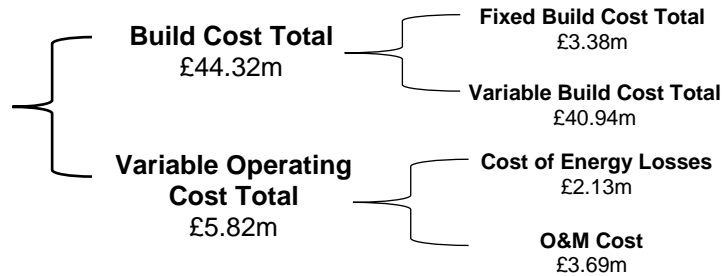 Build Cost Total
£44.32m
Fixed Build Cost Total
£3.38m
Variable Build Cost Total
£40.94m
Variable Operating
Cost Total
£5.82m
Cost of Energy Losses
£2.13m
O&M Cost
£3.69m